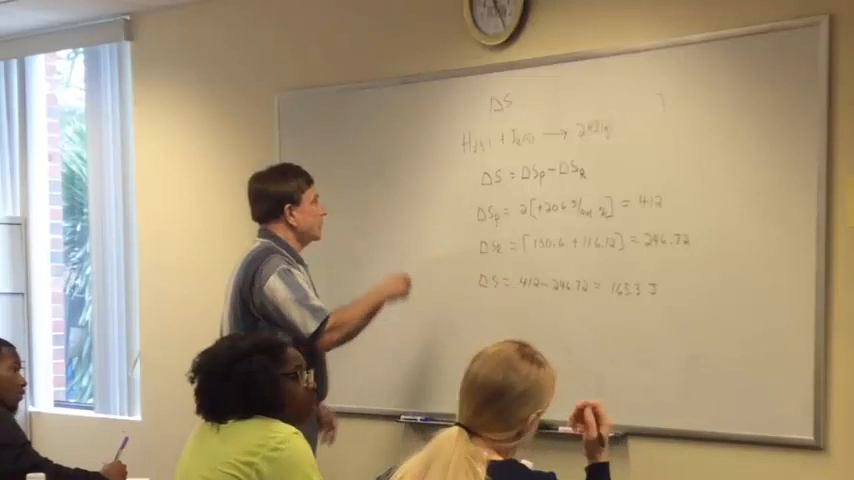 ΔS
H₂(g) + I₂(s) → 2HI(g)
ΔS = ΔSP - ΔSR
ΔSP = 2[+206 J/mol K] = 412
ΔSR = [130.6 + 116.12] = 246.72
ΔS = 412 - 246.72 = 165.3 J